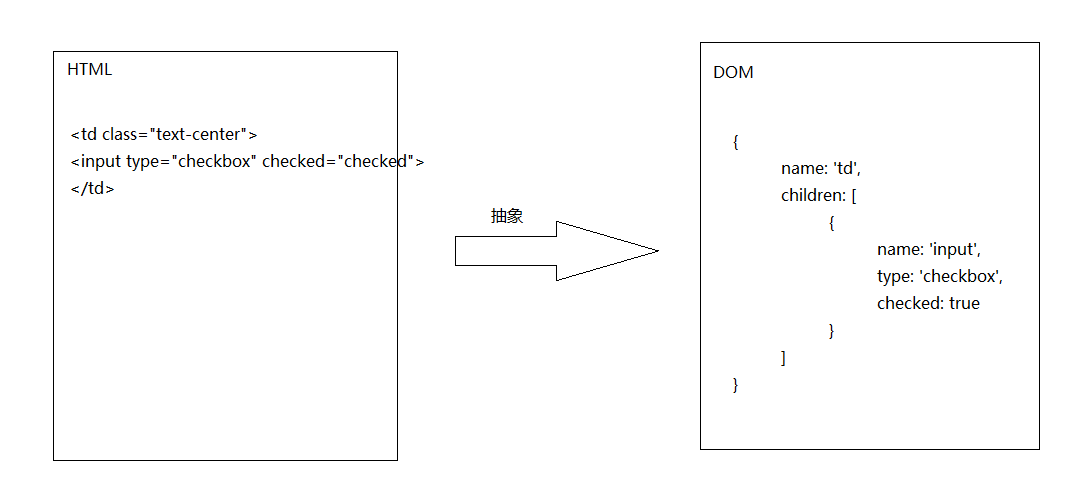 HTML
<td class="text-center">
<input type="checkbox" checked="checked">
</td>
抽象
DOM
{
name: 'td',
children: [
{
name: 'input',
type: 'checkbox',
checked: true
}
]
}